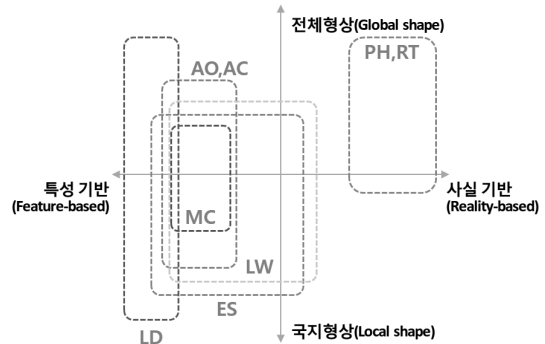 전체형상(Global shape)
PH,RT
AO,AC
특성 기반
(Feature-based)
사실 기반
(Reality-based)
MC
LW
ES
국지형상(Local shape)
LD